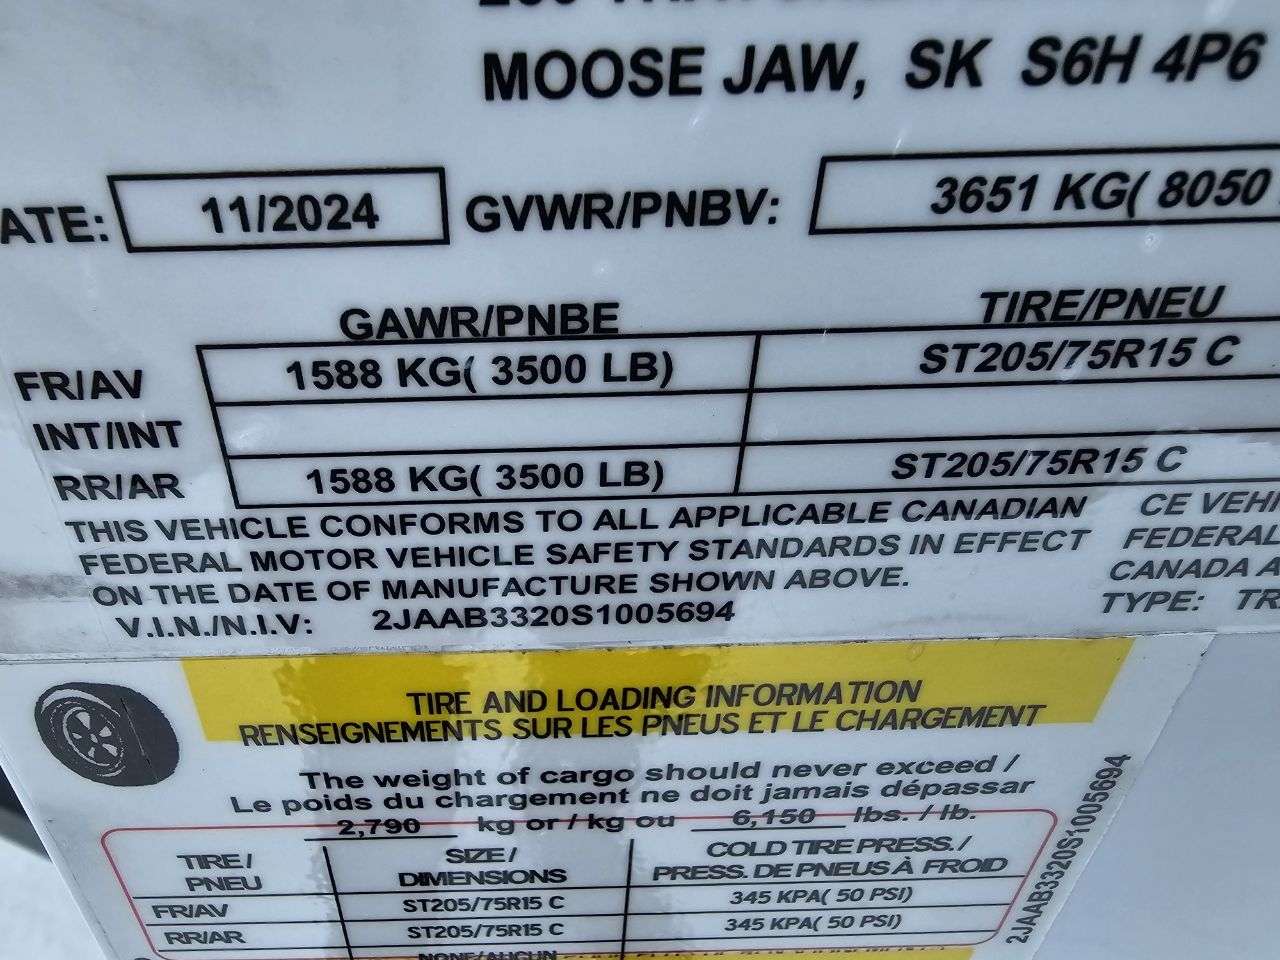 MOOSE JAW, SK S6H 4P6
ATE: 11/2024 GVWR/PNBV: 3651 KG( 8050
GAWR/PNBE TIRE/PNEU
FR/AV 1588 KG( 3500 LB) ST205/75R15 C
INT/INT
RR/AR 1588 KG( 3500 LB) ST205/75R15 C
THIS VEHICLE CONFORMS TO ALL APPLICABLE CANADIAN
FEDERAL MOTOR VEHICLE SAFETY STANDARDS IN EFFECT
ON THE DATE OF MANUFACTURE SHOWN ABOVE.
CE VEHI
FEDERAL
CANADA A
TYPE: TR
V.I.N./N.I.V: 2JAAB3320S1005694
TIRE AND LOADING INFORMATION
RENSEIGNEMENTS SUR LES PNEUS ET LE CHARGEMENT
The weight of cargo should never exceed /
Le poids du chargement ne doit jamais dépassar
2,790 kg or / kg ou 6,150 lbs. / lb.
TIRE / PNEU
SIZE / DIMENSIONS
COLD TIRE PRESS. / PRESS. DE PNEUS À FROID
FR/AV ST205/75R15 C 345 KPA( 50 PSI)
RR/AR ST205/75R15 C 345 KPA( 50 PSI)
NONE/AUCUN
2JAAB3320S1005694